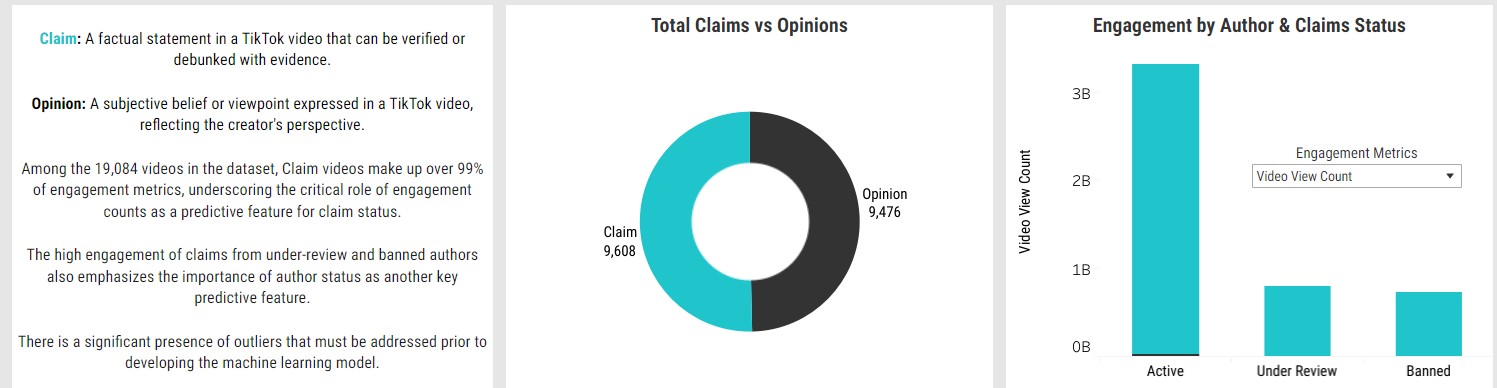 Claim: A factual statement in a TikTok video that can be verified or
debunked with evidence.
Opinion: A subjective belief or viewpoint expressed in a TikTok video,
reflecting the creator's perspective.
Among the 19,084 videos in the dataset, Claim videos make up over 99%
of engagement metrics, underscoring the critical role of engagement
counts as a predictive feature for claim status.
The high engagement of claims from under-review and banned authors
also emphasizes the importance of author status as another key
predictive feature.
There is a significant presence of outliers that must be addressed prior to
developing the machine learning model.
Total Claims vs Opinions
Opinion
9,476
Claim
9,608
Engagement by Author & Claims Status
Video View Count
3B
2B
1B
0B
Engagement Metrics
Video View Count
Active
Under Review
Banned